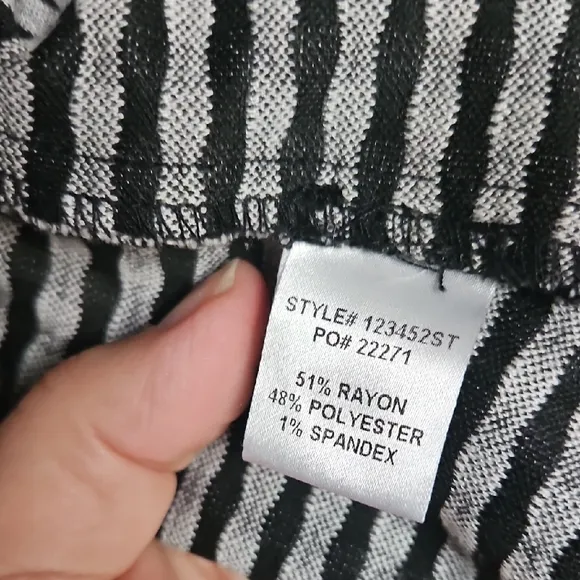 STYLE# 123452ST
PO# 22271
51% RAYON
48% POLYESTER
1% SPANDEX